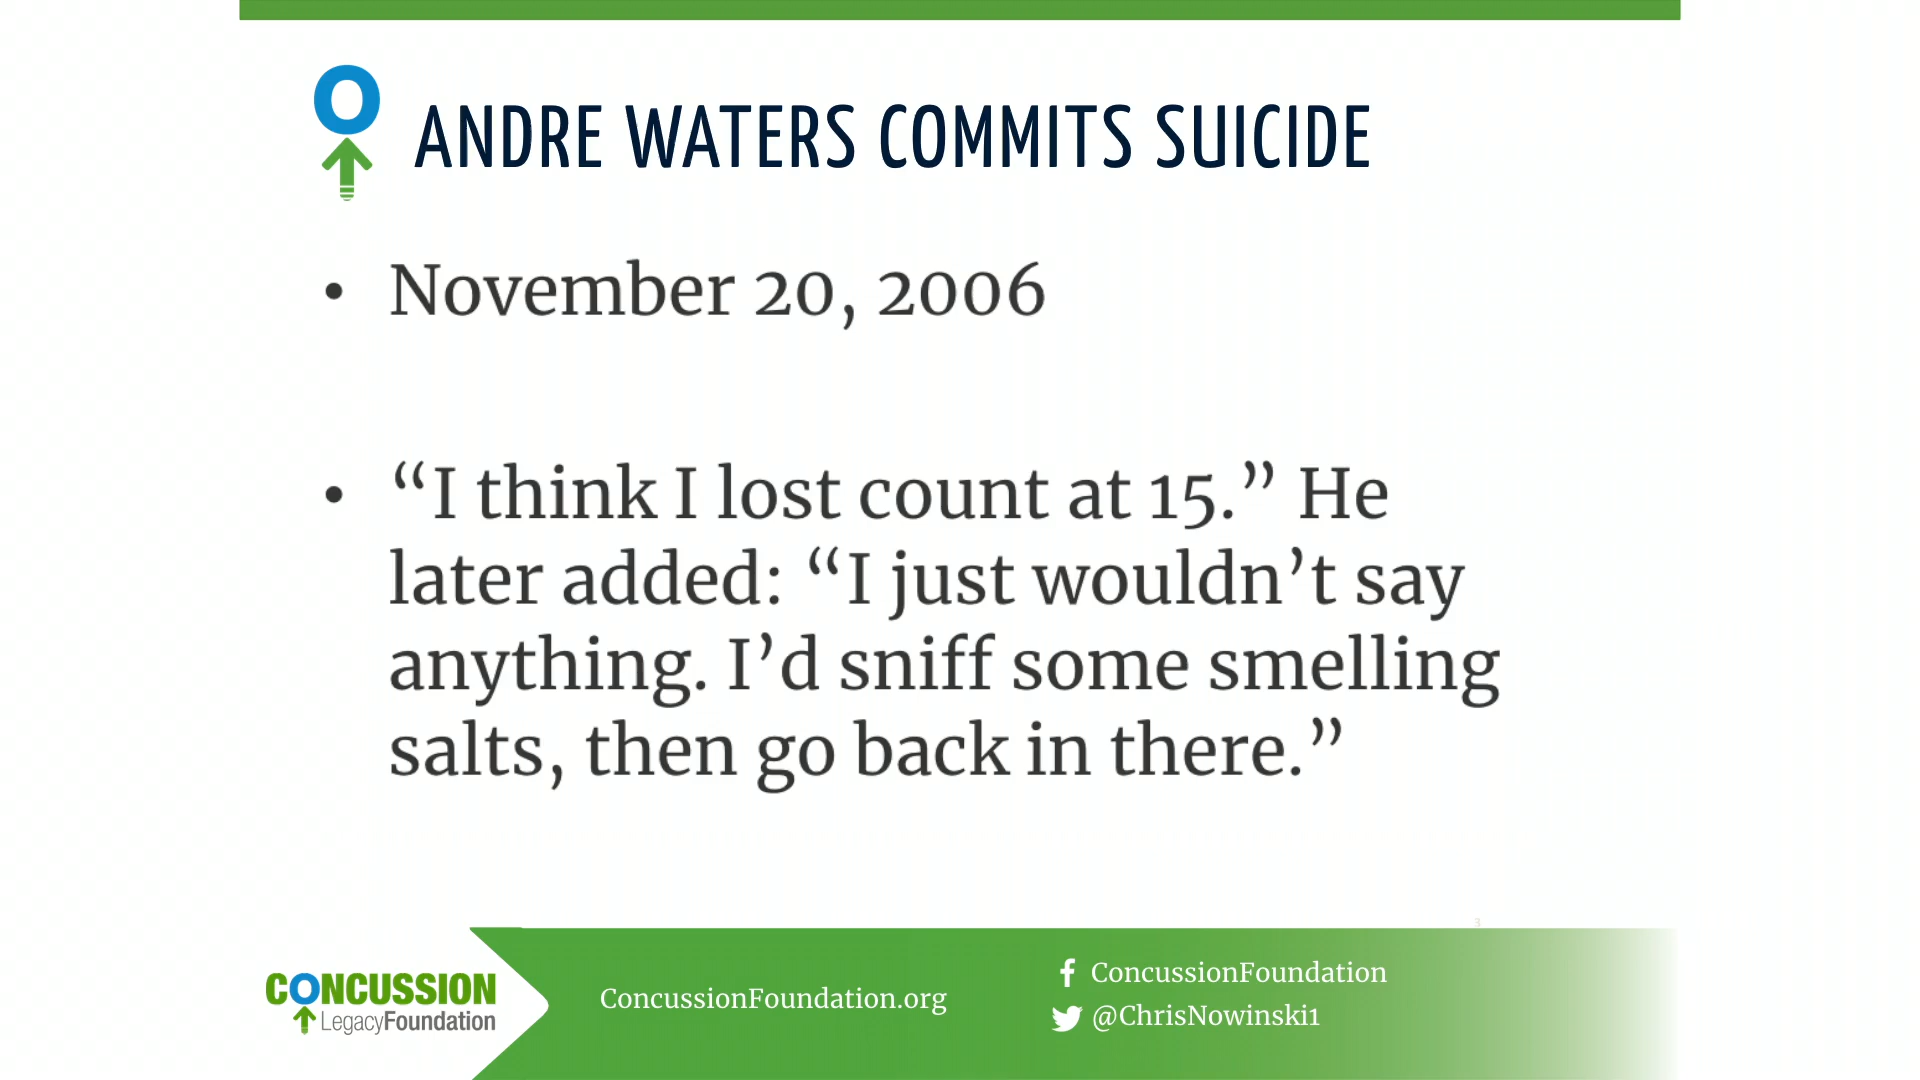 ANDRE WATERS COMMITS SUICIDE
• November 20, 2006
• “I think I lost count at 15.” He
later added: “I just wouldn’t say
anything. I’d sniff some smelling
salts, then go back in there.”
3
CONCUSSION
LegacyFoundation
ConcussionFoundation.org
ConcussionFoundation
@ChrisNowinski1